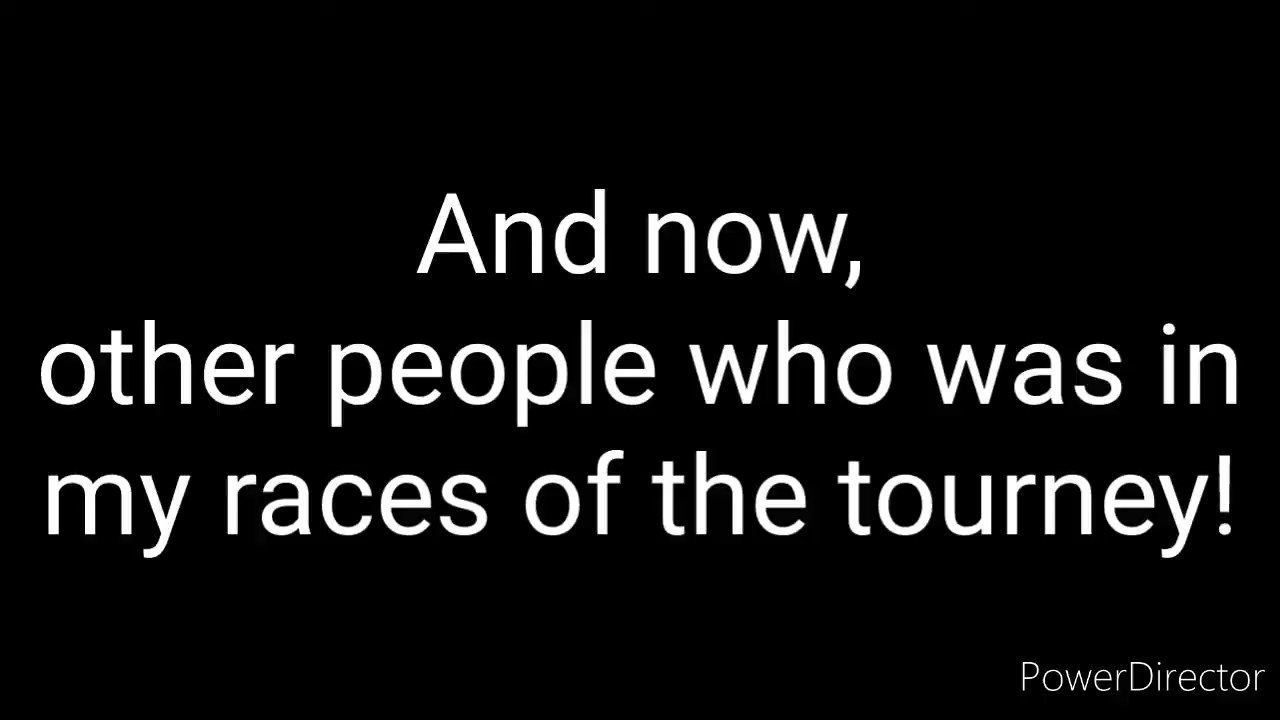 And now,
other people who was in
my races of the tourney!
PowerDirector